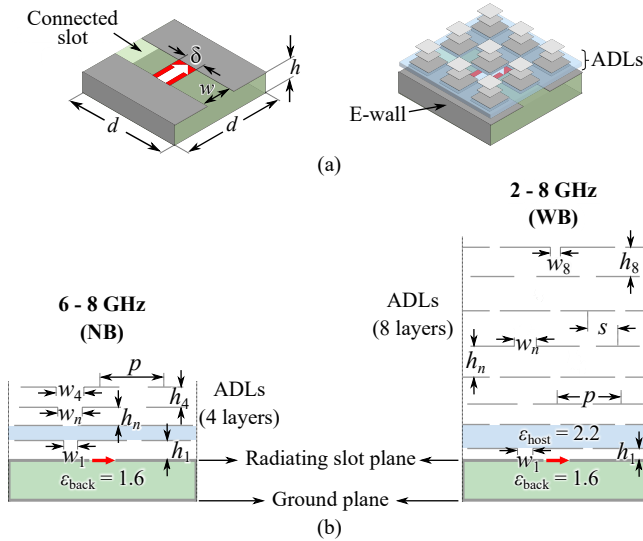 Connected
slot
δ
w
h
d
d
ADLs
E-wall
(a)
2 - 8 GHz
(WB)
w8
h8
ADLs
(8 layers)
s
wn
hn
p
εhost = 2.2
w1
h1
εback = 1.6
6 - 8 GHz
(NB)
p
w4
h4
ADLs
wn
hn
(4 layers)
w1
h1
εback = 1.6
Radiating slot plane
Ground plane
(b)